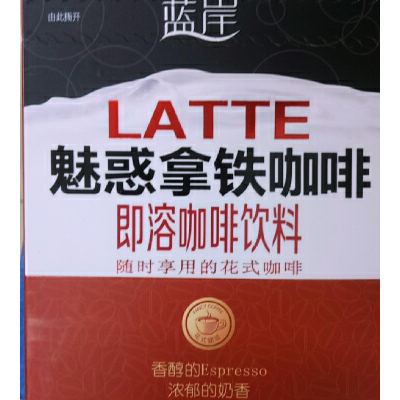 由此撕开
蓝岸
LATTE
魅惑拿铁咖啡
即溶咖啡饮料
随时享用的花式咖啡
香醇的Espresso
浓郁的奶香